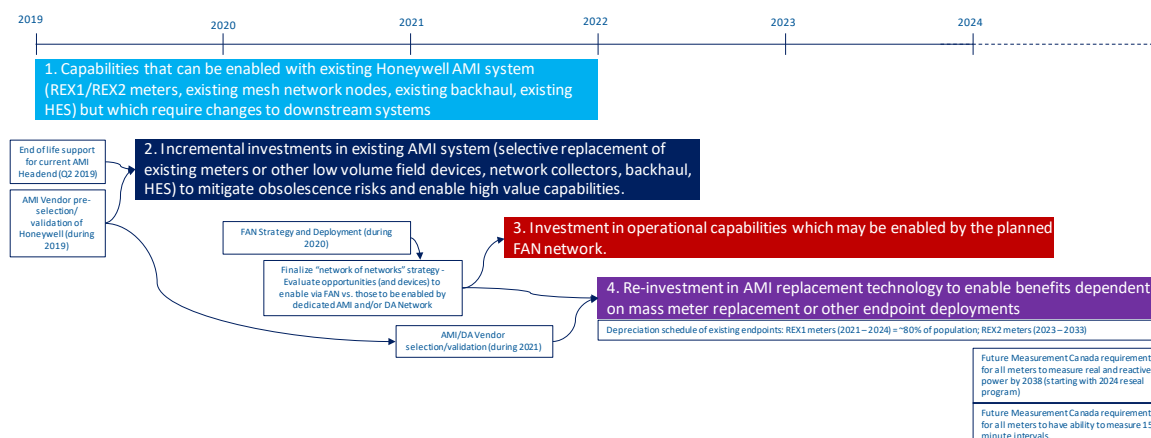 2019
2020
2021
2022
2023
2024
1. Capabilities that can be enabled with existing Honeywell AMI system
(REX1/REX2 meters, existing mesh network nodes, existing backhaul, existing
HES) but which require changes to downstream systems
End of life support
for current AMI
Headend (Q2 2019)
2. Incremental investments in existing AMI system (selective replacement of
existing meters or other low volume field devices, network collectors, backhaul,
HES) to mitigate obsolescence risks and enable high value capabilities.
AMI Vendor pre-
selection/
validation of
Honeywell (during
2019)
FAN Strategy and Deployment (during
2020)
3. Investment in operational capabilities which may be enabled by the planned
FAN network.
Finalize "network of networks" strategy -
Evaluate opportunities (and devices) to
enable via FAN vs. those to be enabled by
dedicated AMI and/or DA Network
4. Re-investment in AMI replacement technology to enable benefits dependent
on mass meter replacement or other endpoint deployments
AMI/DA Vendor
selection/validation (during 2021)
Depreciation schedule of existing endpoints: REX1 meters (2021 – 2024) = ~80% of population; REX2 meters (2023 – 2033)
Future Measurement Canada requirement
for all meters to measure real and reactive
power by 2038 (starting with 2024 reseal
program)
Future Measurement Canada requirement
for all meters to have ability to measure 15
minute intervals